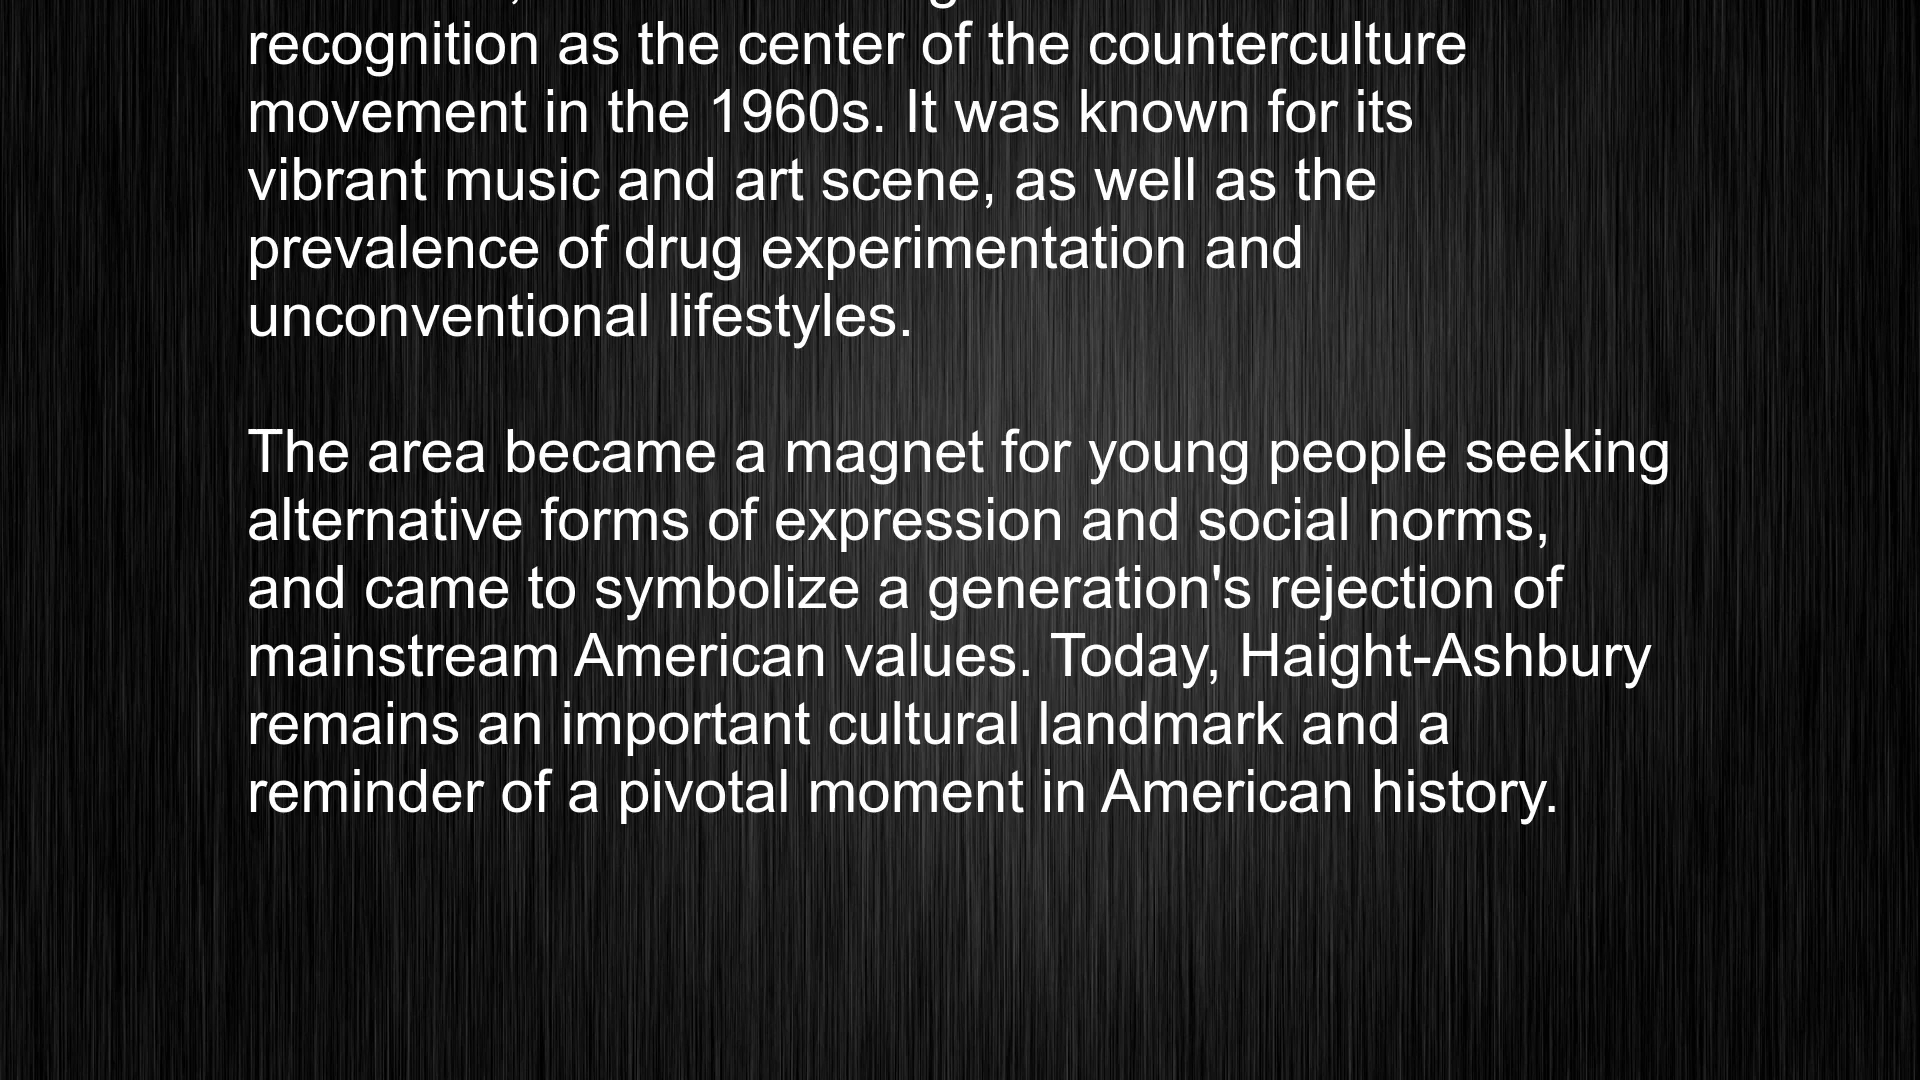 recognition as the center of the counterculture
movement in the 1960s. It was known for its
vibrant music and art scene, as well as the
prevalence of drug experimentation and
unconventional lifestyles.
The area became a magnet for young people seeking
alternative forms of expression and social norms,
and came to symbolize a generation's rejection of
mainstream American values. Today, Haight-Ashbury
remains an important cultural landmark and a
reminder of a pivotal moment in American history.